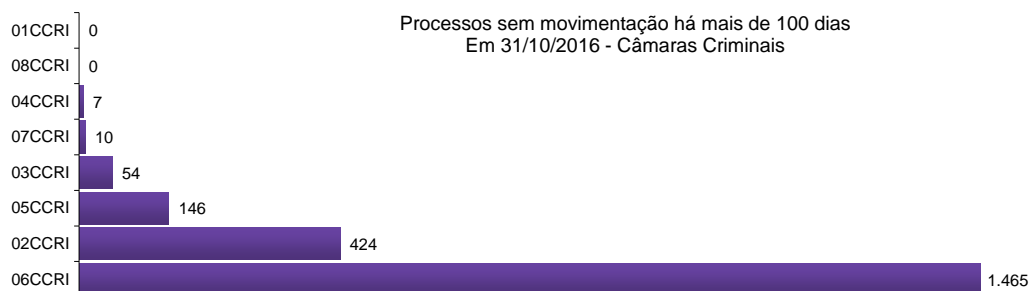 Processos sem movimentação há mais de 100 dias
Em 31/10/2016 - Câmaras Criminais
01CCRI 0
08CCRI 0
04CCRI 7
07CCRI 10
03CCRI 54
05CCRI 146
02CCRI 424
06CCRI 1.465